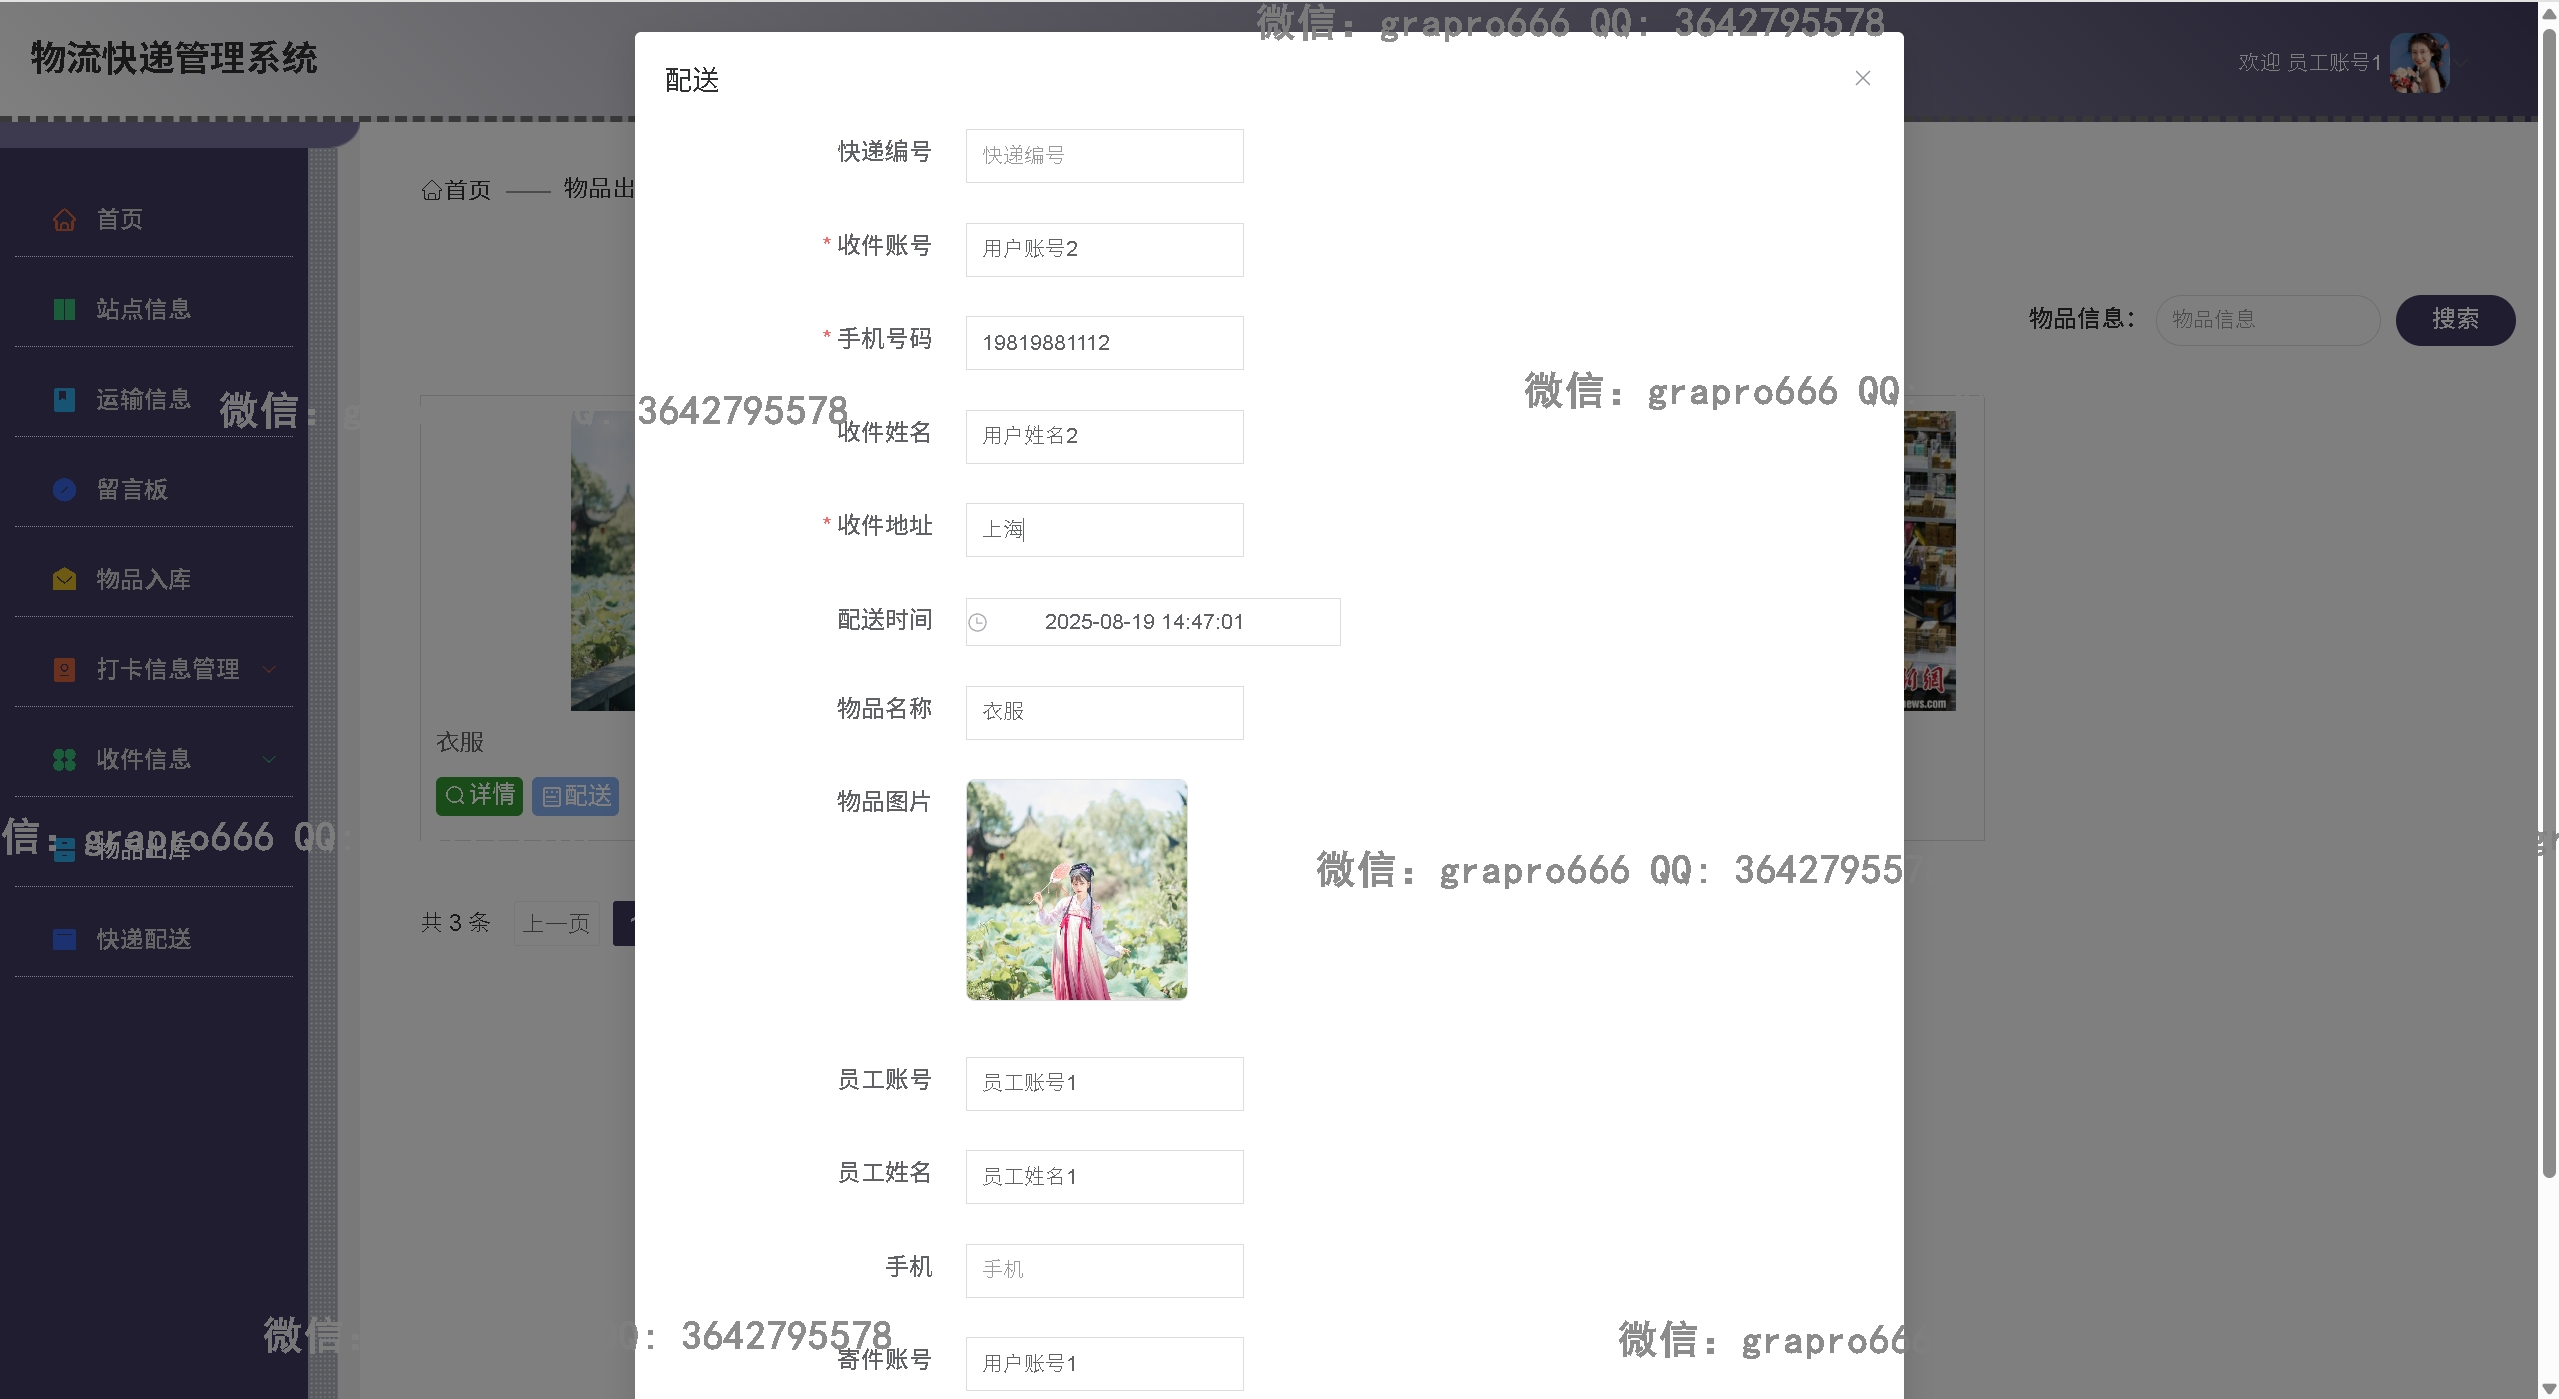 微信：grapro666 QQ: 3642795578
物流快递管理系统
欢迎 员工账号1
配送
首页
站点信息
运输信息
留言板
物品入库
打卡信息管理
收件信息
物品出库
快递配送
首页 —— 物品出
物品信息：
物品信息
搜索
快递编号
快递编号
* 收件账号
用户账号2
* 手机号码
19819881112
微信：
3642795578
微信：grapro666 QQ:
收件姓名
用户姓名2
* 收件地址
上海
配送时间
2025-08-19 14:47:01
物品名称
衣服
衣服
详情
配送
物品图片
信：grapro666 QQ:
微信：grapro666 QQ: 364279557
共 3 条
上一页
员工账号
员工账号1
员工姓名
员工姓名1
手机
手机
微信:
QQ: 3642795578
微信：grapro666
寄件账号
用户账号1